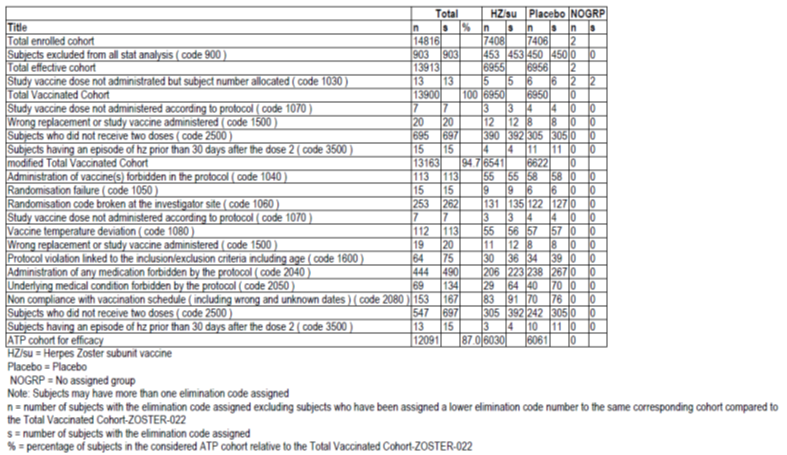 Total HZ/su Placebo NOGRP
Title n s % n s n s n s
Total enrolled cohort 14816 7408 7406 2
Subjects excluded from all stat analysis ( code 900 ) 903 903 453 453 450 450 0 0
Total effective cohort 13913 6955 6956 2
Study vaccine dose not administrated but subject number allocated ( code 1030 ) 13 13 5 5 6 6 2 2
Total Vaccinated Cohort 13900 100 6950 6950 0
Study vaccine dose not administered according to protocol ( code 1070 ) 7 7 3 3 4 4 0 0
Wrong replacement or study vaccine administered ( code 1500 ) 20 20 12 12 8 8 0 0
Subjects who did not receive two doses ( code 2500 ) 695 697 390 392 305 305 0 0
Subjects having an episode of hz prior than 30 days after the dose 2 ( code 3500 ) 15 15 4 4 11 11 0 0
modified Total Vaccinated Cohort 13163 94.7 6541 6622 0
Administration of vaccine(s) forbidden in the protocol ( code 1040 ) 113 113 55 55 58 58 0 0
Randomisation failure ( code 1050 ) 15 15 9 9 6 6 0 0
Randomisation code broken at the investigator site ( code 1060 ) 253 262 131 135 122 127 0 0
Study vaccine dose not administered according to protocol ( code 1070 ) 7 7 3 3 4 4 0 0
Vaccine temperature deviation ( code 1080 ) 112 113 55 56 57 57 0 0
Wrong replacement or study vaccine administered ( code 1500 ) 19 20 11 12 8 8 0 0
Protocol violation linked to the inclusion/exclusion criteria including age ( code 1600 ) 64 75 30 36 34 39 0 0
Administration of any medication forbidden by the protocol ( code 2040 ) 444 490 206 223 238 267 0 0
Underlying medical condition forbidden by the protocol ( code 2050 ) 69 134 29 64 40 70 0 0
Non compliance with vaccination schedule ( including wrong and unknown dates ) ( code 2080 ) 153 167 83 91 70 76 0 0
Subjects who did not receive two doses ( code 2500 ) 547 697 305 392 242 305 0 0
Subjects having an episode of hz prior than 30 days after the dose 2 ( code 3500 ) 13 15 3 4 10 11 0 0
ATP cohort for efficacy 12091 87.0 6030 6061 0
HZ/su = Herpes Zoster subunit vaccine
Placebo = Placebo
NOGRP = No assigned group
Note: Subjects may have more than one elimination code assigned
n = number of subjects with the elimination code assigned excluding subjects who have been assigned a lower elimination code number to the same corresponding cohort compared to
the Total Vaccinated Cohort-ZOSTER-022
s = number of subjects with the elimination code assigned
% = percentage of subjects in the considered ATP cohort relative to the Total Vaccinated Cohort-ZOSTER-022